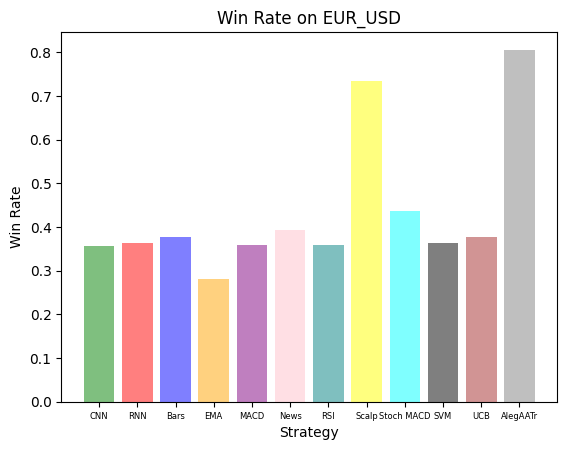 Win Rate on EUR_USD
Win Rate
0.8
0.7
0.6
0.5
0.4
0.3
0.2
0.1
0.0
CNN RNN Bars EMA MACD News RSI Scalp Stoch MACD SVM UCB AlegAATr
Strategy